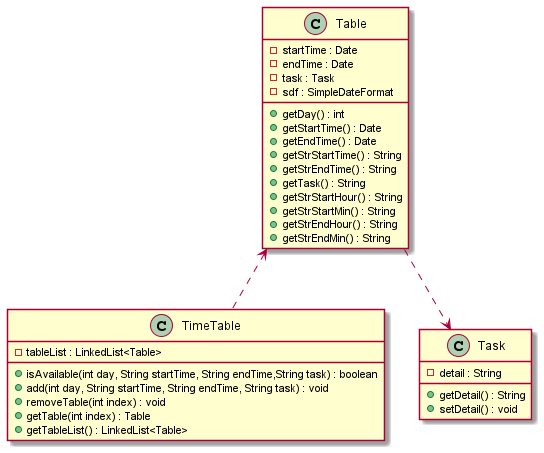 C Table
startTime : Date
endTime : Date
task : Task
sdf : SimpleDateFormat
getDay() : int
getStartTime() : Date
getEndTime() : Date
getStrStartTime() : String
getStrEndTime() : String
getTask() : String
getStrStartHour() : String
getStrStartMin() : String
getStrEndHour() : String
getStrEndMin() : String
C TimeTable
tableList : LinkedList<Table>
isAvailable(int day, String startTime, String endTime,String task) : boolean
add(int day, String startTime, String endTime, String task) : void
removeTable(int index) : void
getTable(int index) : Table
getTableList() : LinkedList<Table>
C Task
detail : String
getDetail() : String
setDetail() : void